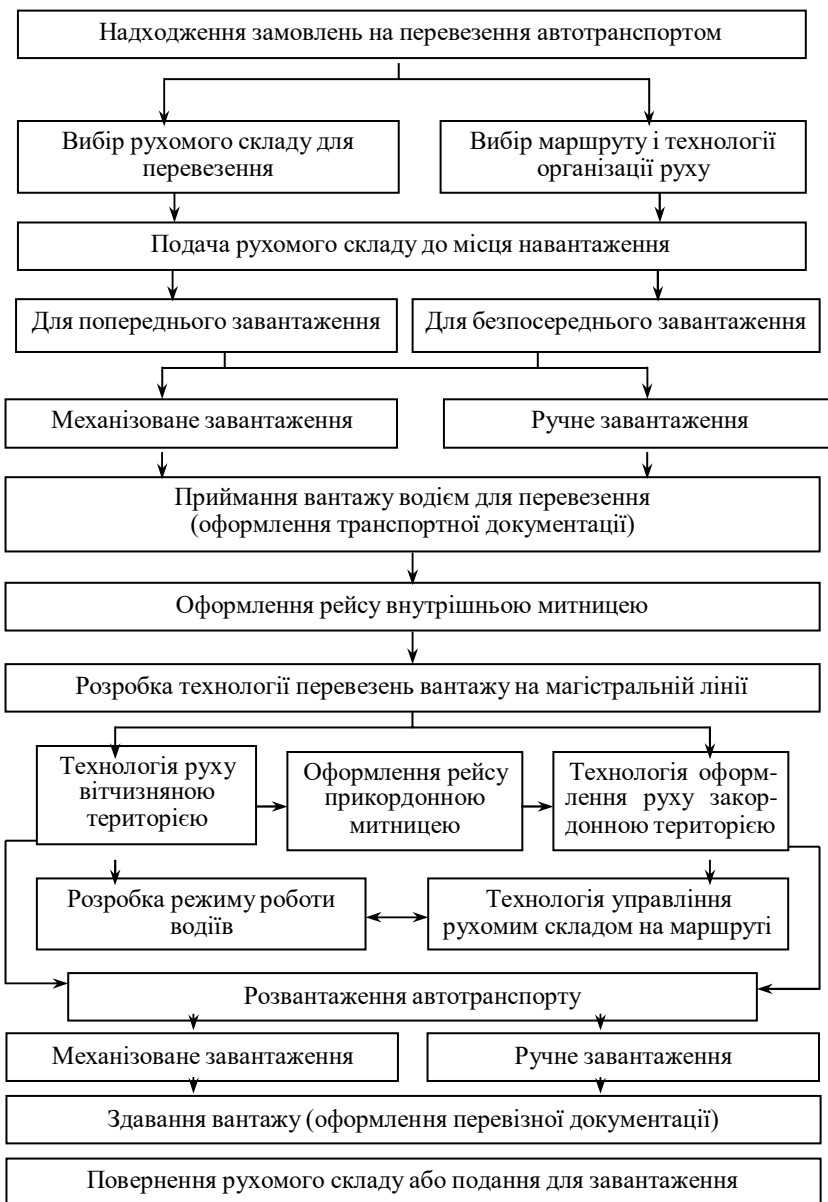 Надходження замовлень на перевезення автотранспортом
Вибір рухомого складу для
перевезення
Вибір маршруту і технології
організації руху
Подача рухомого складу до місця навантаження
Для попереднього завантаження
Для безпосереднього завантаження
Механізоване завантаження
Ручне завантаження
Приймання вантажу водієм для перевезення
(оформлення транспортної документації)
Оформлення рейсу внутрішньою митницею
Розробка технології перевезень вантажу на магістральній лінії
Технологія руху
вітчизняною
територією
Оформлення рейсу
прикордонною
митницею
Технологія оформ-
лення руху закор-
донною територією
Розробка режиму роботи
водіїв
Технологія управління
рухомим складом на маршруті
Розвантаження автотранспорту
Механізоване завантаження
Ручне завантаження
Здавання вантажу (оформлення перевізної документації)
Повернення рухомого складу або подання для завантаження